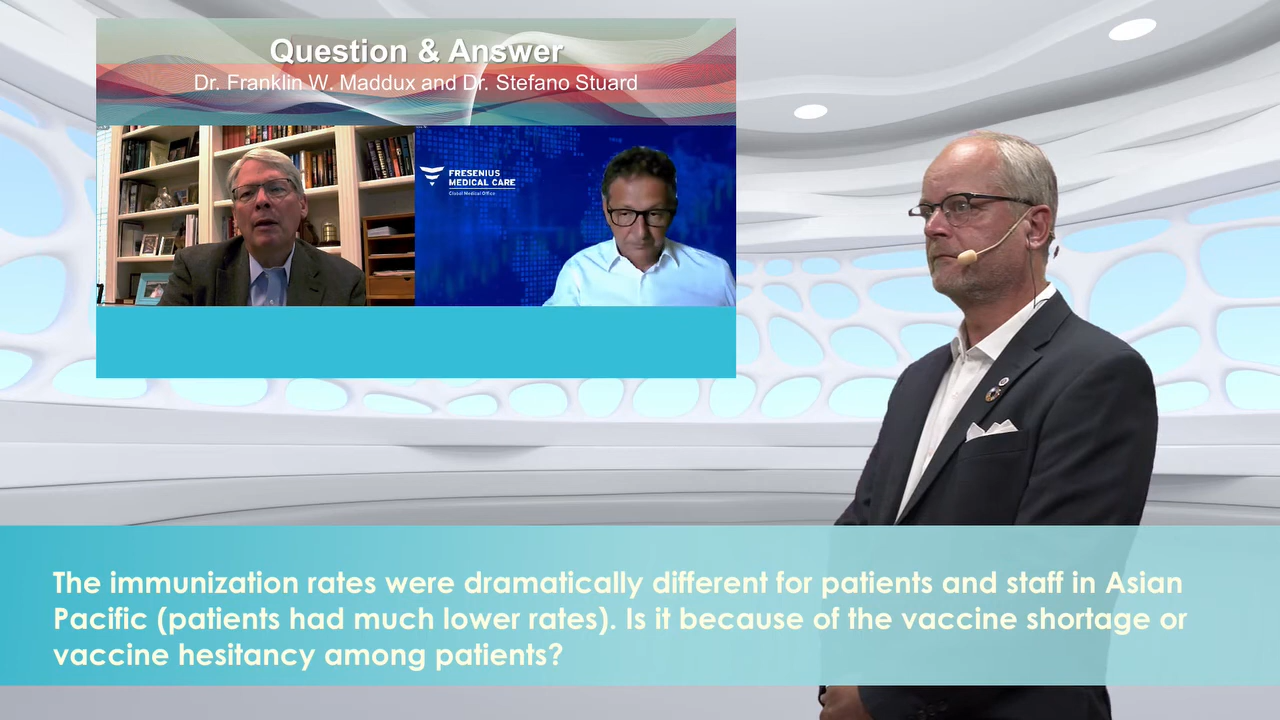 Question & Answer
Dr. Franklin W. Maddux and Dr. Stefano Stuard
FRESENIUS
MEDICAL CARE
Global Medical Office
The immunization rates were dramatically different for patients and staff in Asian
Pacific (patients had much lower rates). Is it because of the vaccine shortage or
vaccine hesitancy among patients?